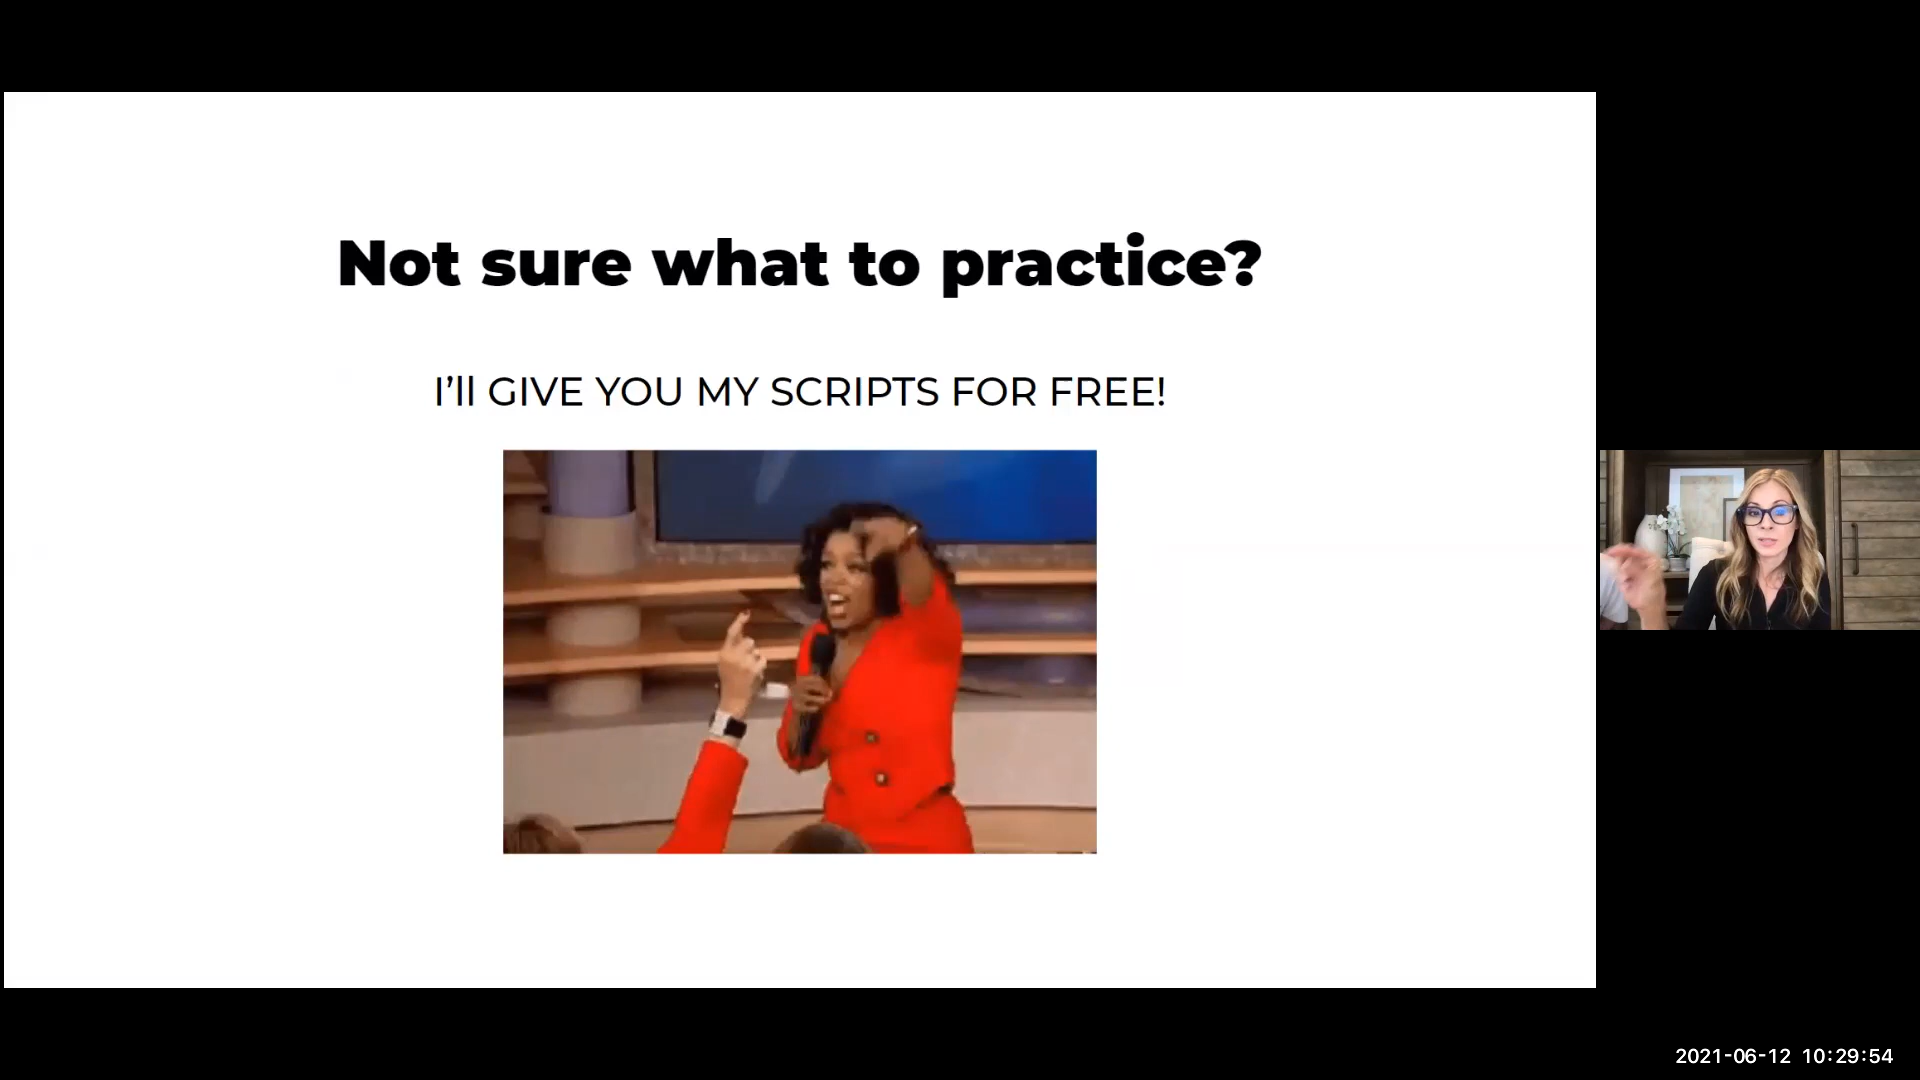 Not sure what to practice?
I’ll GIVE YOU MY SCRIPTS FOR FREE!
2021-06-12 10:29:54